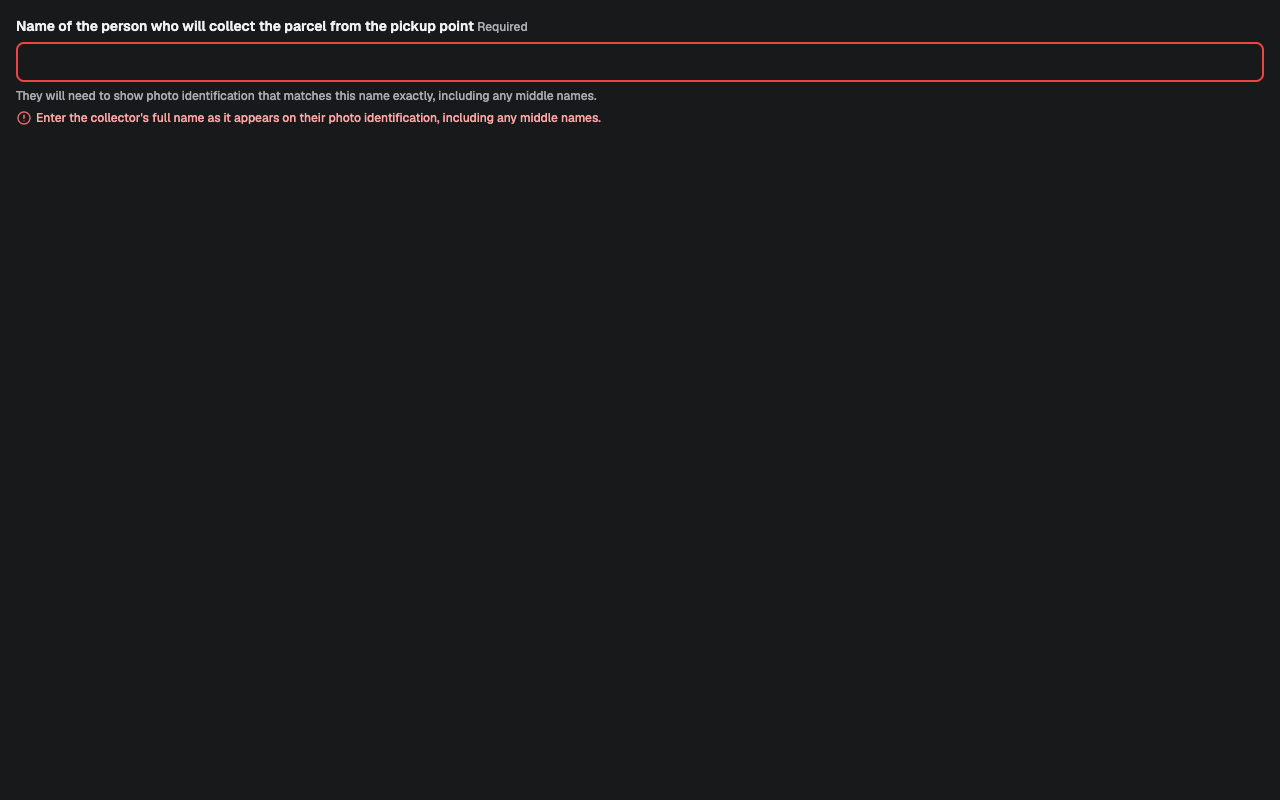 Name of the person who will collect the parcel from the pickup point Required
They will need to show photo identification that matches this name exactly, including any middle names.
Enter the collector's full name as it appears on their photo identification, including any middle names.